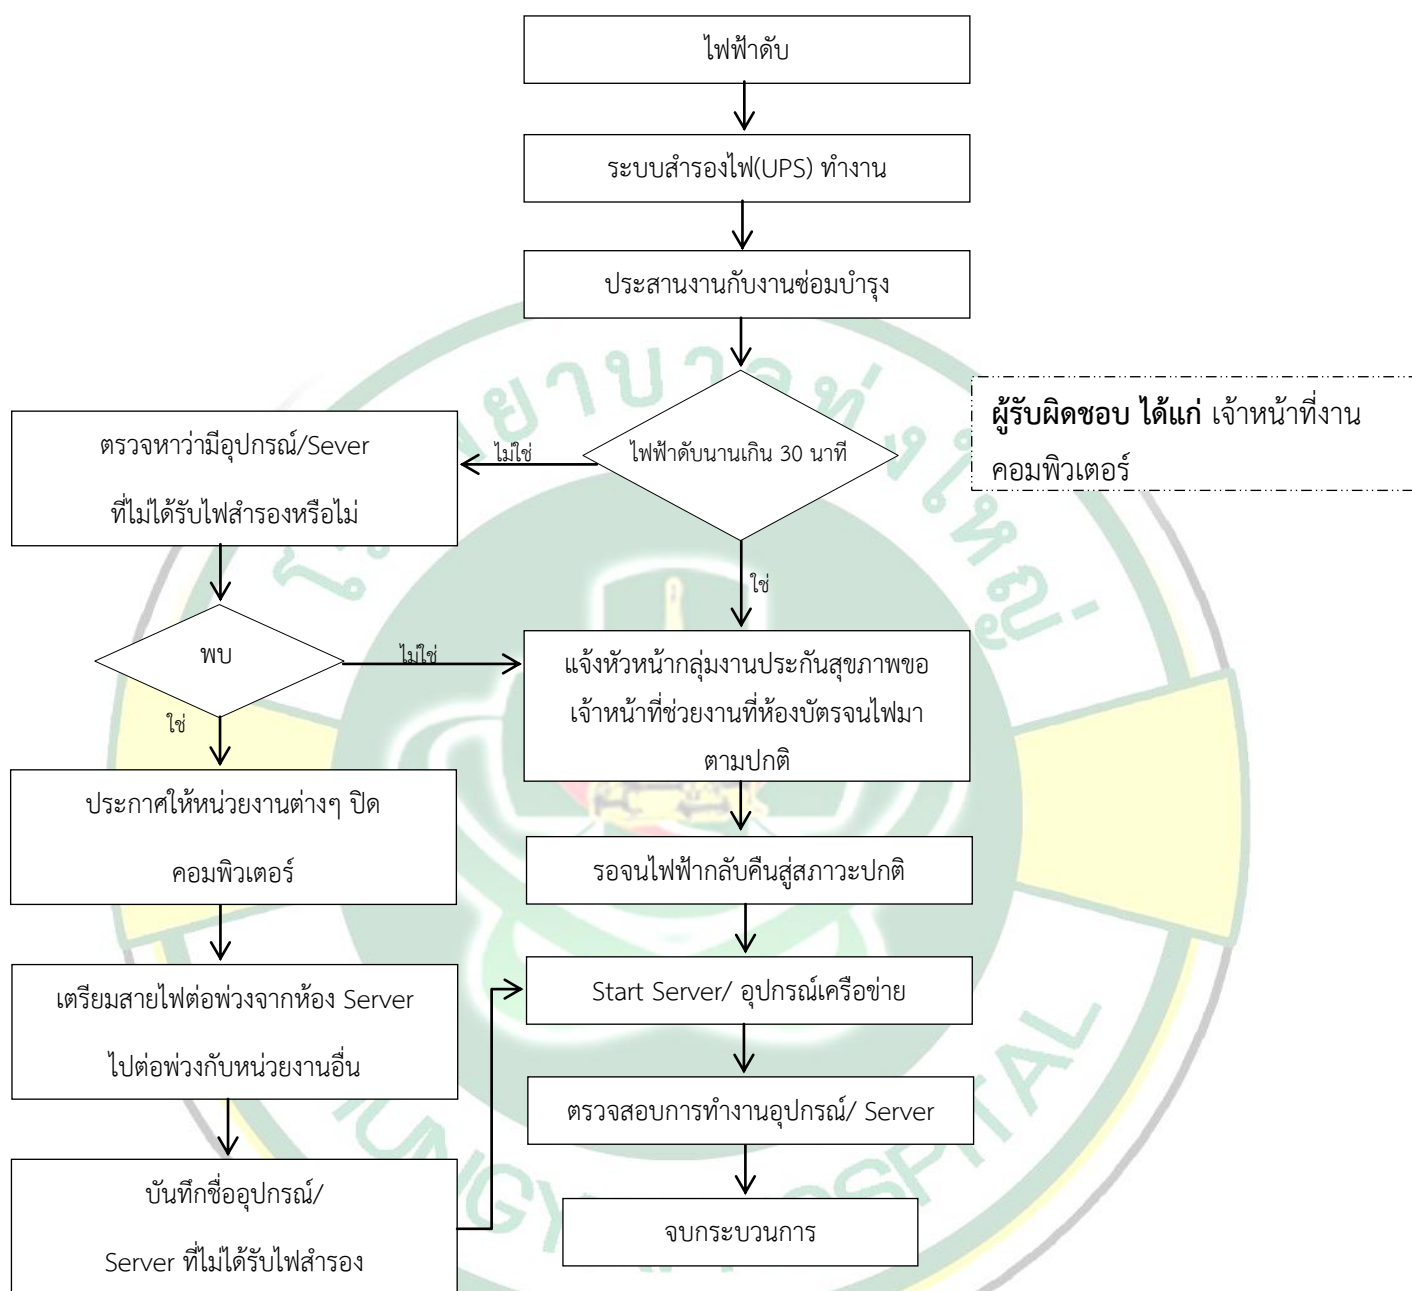 ไฟฟ้าดับ
ระบบสำรองไฟ(UPS) ทำงาน
ประสานงานกับงานซ่อมบำรุง
ไฟฟ้าดับนานเกิน 30 นาที
ผู้รับผิดชอบ ได้แก่ เจ้าหน้าที่งาน
คอมพิวเตอร์
ไม่ใช่
ตรวจหาว่ามีอุปกรณ์/Sever
ที่ไม่ได้รับไฟสำรองหรือไม่
ใช่
พบ
ไม่ใช่
แจ้งหัวหน้ากลุ่มงานประกันสุขภาพขอ
เจ้าหน้าที่ช่วยงานที่ห้องบัตรจนไฟมา
ตามปกติ
ใช่
ประกาศให้หน่วยงานต่างๆ ปิด
คอมพิวเตอร์
รอจนไฟฟ้ากลับคืนสู่สภาวะปกติ
เตรียมสายไฟต่อพ่วงจากห้อง Server
ไปต่อพ่วงกับหน่วยงานอื่น
Start Server/ อุปกรณ์เครือข่าย
ตรวจสอบการทำงานอุปกรณ์/ Server
บันทึกชื่ออุปกรณ์/
Server ที่ไม่ได้รับไฟสำรอง
จบกระบวนการ